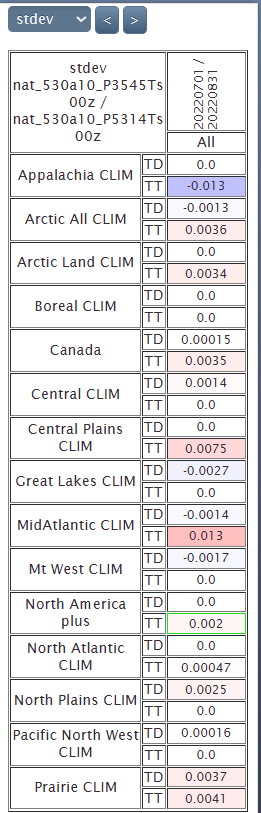 stdev
< >
stdev
nat_530a10_P3545Ts
00z /
nat_530a10_P5314Ts
00z
20220701 /
20220831
All
Appalachia CLIM
TD 0.0
TT -0.013
Arctic All CLIM
TD -0.0013
TT 0.0036
Arctic Land CLIM
TD 0.0
TT 0.0034
Boreal CLIM
TD 0.0
TT 0.0
Canada
TD 0.00015
TT 0.0035
Central CLIM
TD 0.0014
TT 0.0
Central Plains
CLIM
TD 0.0
TT 0.0075
Great Lakes CLIM
TD -0.0027
TT 0.0
MidAtlantic CLIM
TD -0.0014
TT 0.013
Mt West CLIM
TD -0.0017
TT 0.0
North America
plus
TD 0.0
TT 0.002
North Atlantic
CLIM
TD 0.0
TT 0.00047
North Plains CLIM
TD 0.0025
TT 0.0
Pacific North West
CLIM
TD 0.00016
TT 0.0
Prairie CLIM
TD 0.0037
TT 0.0041